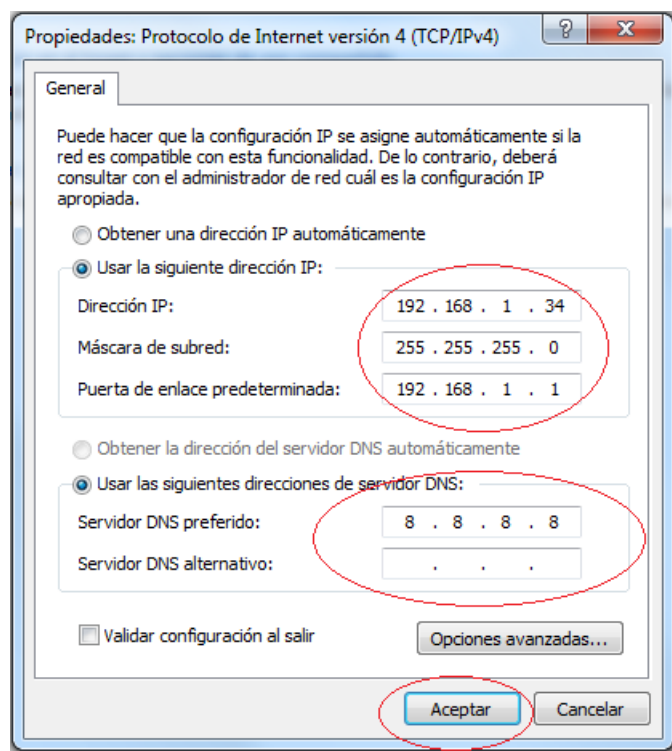 Propiedades: Protocolo de Internet versión 4 (TCP/IPv4)
General
Puede hacer que la configuración IP se asigne automáticamente si la
red es compatible con esta funcionalidad. De lo contrario, deberá
consultar con el administrador de red cuál es la configuración IP
apropiada.
Obtener una dirección IP automáticamente
Usar la siguiente dirección IP:
Dirección IP: 192 . 168 . 1 . 34
Máscara de subred: 255 . 255 . 255 . 0
Puerta de enlace predeterminada: 192 . 168 . 1 . 1
Obtener la dirección del servidor DNS automáticamente
Usar las siguientes direcciones de servidor DNS:
Servidor DNS preferido: 8 . 8 . 8 . 8
Servidor DNS alternativo: . . .
Validar configuración al salir Opciones avanzadas...
Aceptar Cancelar